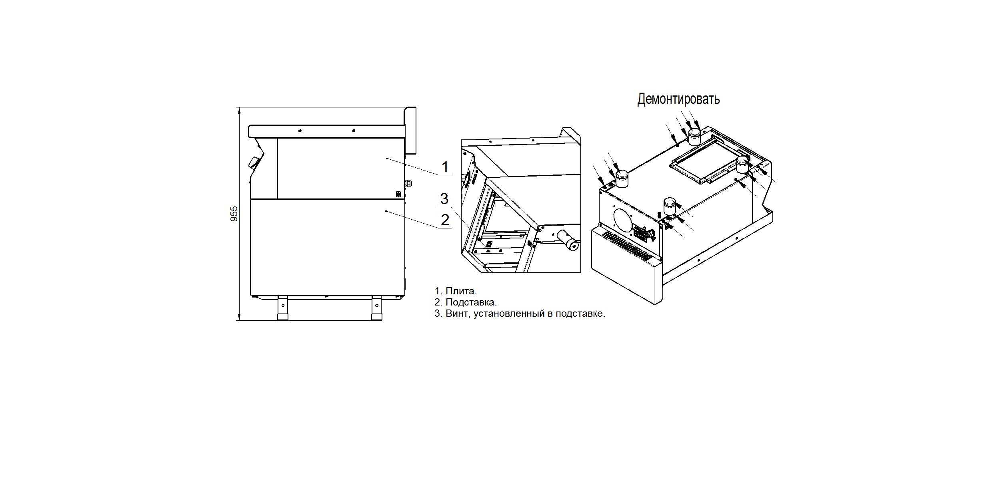 Демонтировать
955
1
3
2
1. Плита.
2. Подставка.
3. Винт, установленный в подставке.